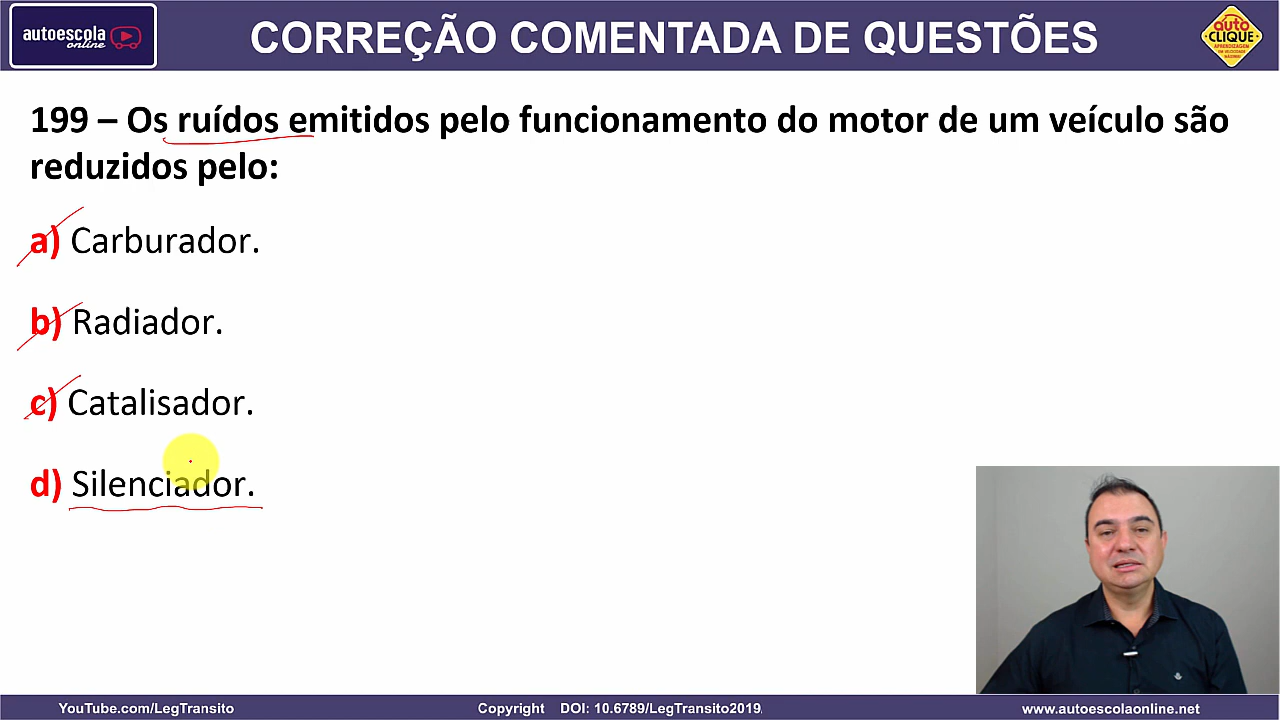 autoescola
online
CORREÇÃO COMENTADA DE QUESTÕES
auto
CLIQUE
APRENDIZAGEM
199 – Os ruídos emitidos pelo funcionamento do motor de um veículo são
reduzidos pelo:
a) Carburador.
b) Radiador.
c) Catalisador.
d) Silenciador.
YouTube.com/LegTransito
Copyright DOI: 10.6789/LegTransito2019
www.autoescolaonline.net